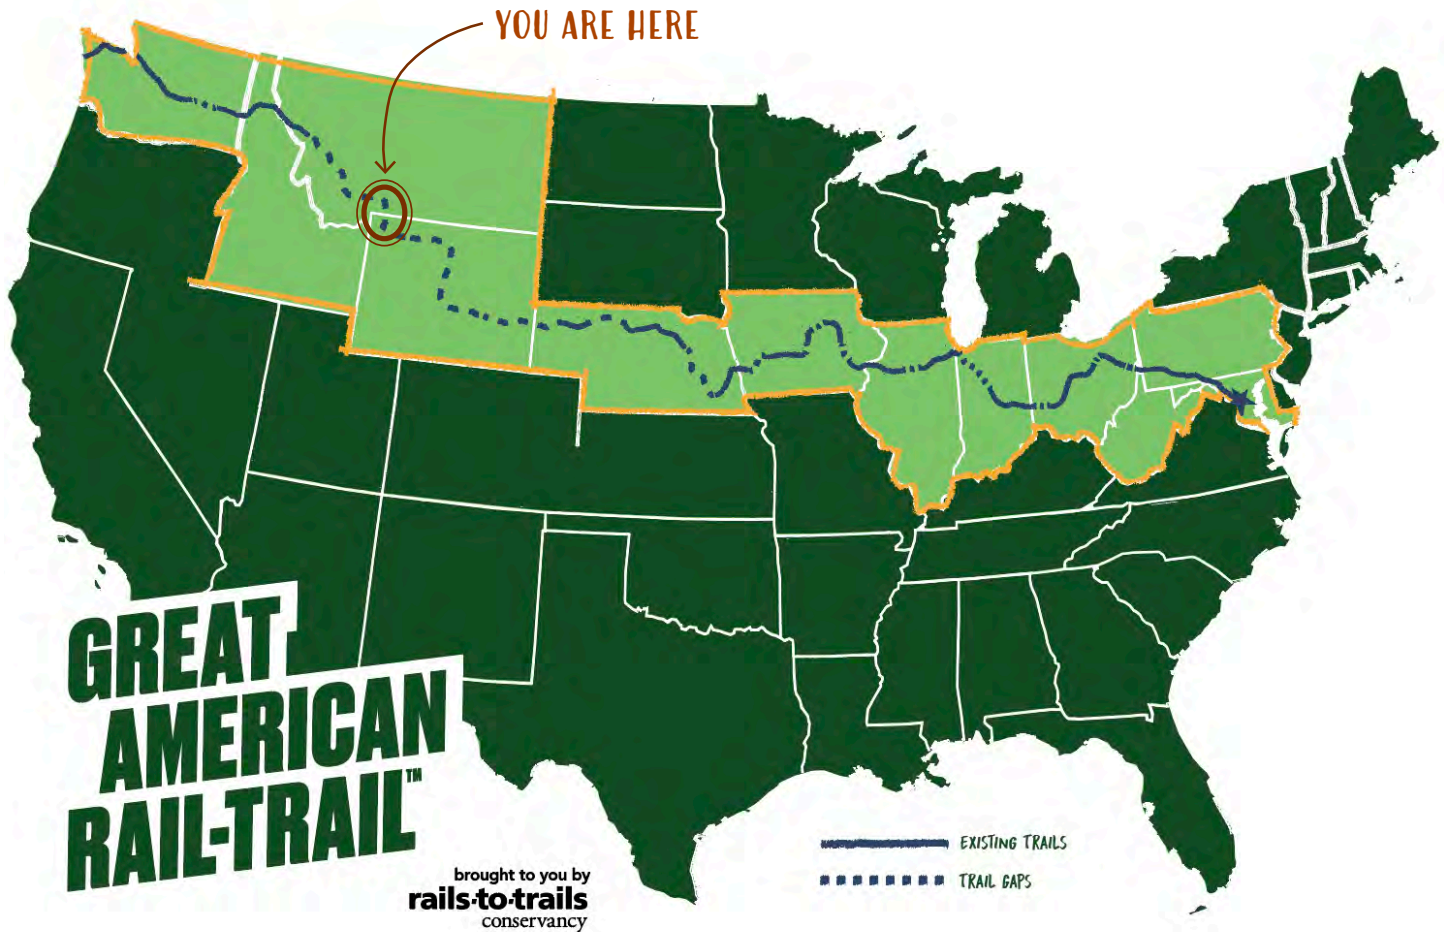 YOU ARE HERE
GREAT
AMERICAN
RAIL-TRAIL™
brought to you by
rails-to-trails
conservancy
EXISTING TRAILS
TRAIL GAPS